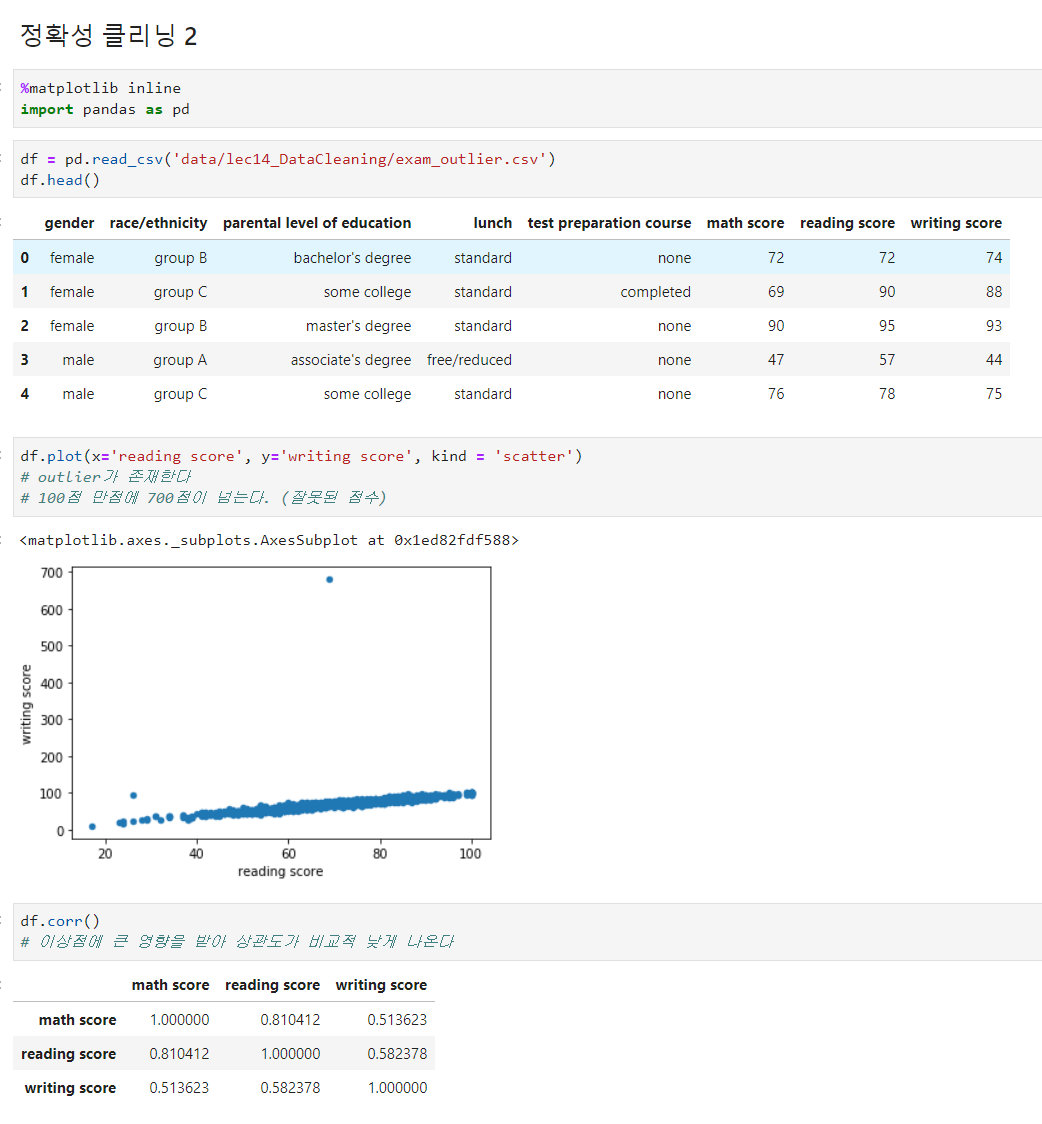 정확성 클리닝 2
%matplotlib inline
import pandas as pd
df = pd.read_csv('data/lec14_DataCleaning/exam_outlier.csv')
df.head()
gender race/ethnicity parental level of education lunch test preparation course math score reading score writing score
0 female group B bachelor's degree standard none 72 72 74
1 female group C some college standard completed 69 90 88
2 female group B master's degree standard none 90 95 93
3 male group A associate's degree free/reduced none 47 57 44
4 male group C some college standard none 76 78 75
df.plot(x='reading score', y='writing score', kind = 'scatter')
# outlier가 존재한다
# 100점 만점에 700점이 넘는다. (잘못된 점수)
<matplotlib.axes._subplots.AxesSubplot at 0x1ed82fdf588>
700
600
500
400
300
200
100
0
writing score
20 40 60 80 100
reading score
df.corr()
# 이상점에 큰 영향을 받아 상관도가 비교적 낮게 나온다
math score reading score writing score
math score 1.000000 0.810412 0.513623
reading score 0.810412 1.000000 0.582378
writing score 0.513623 0.582378 1.000000